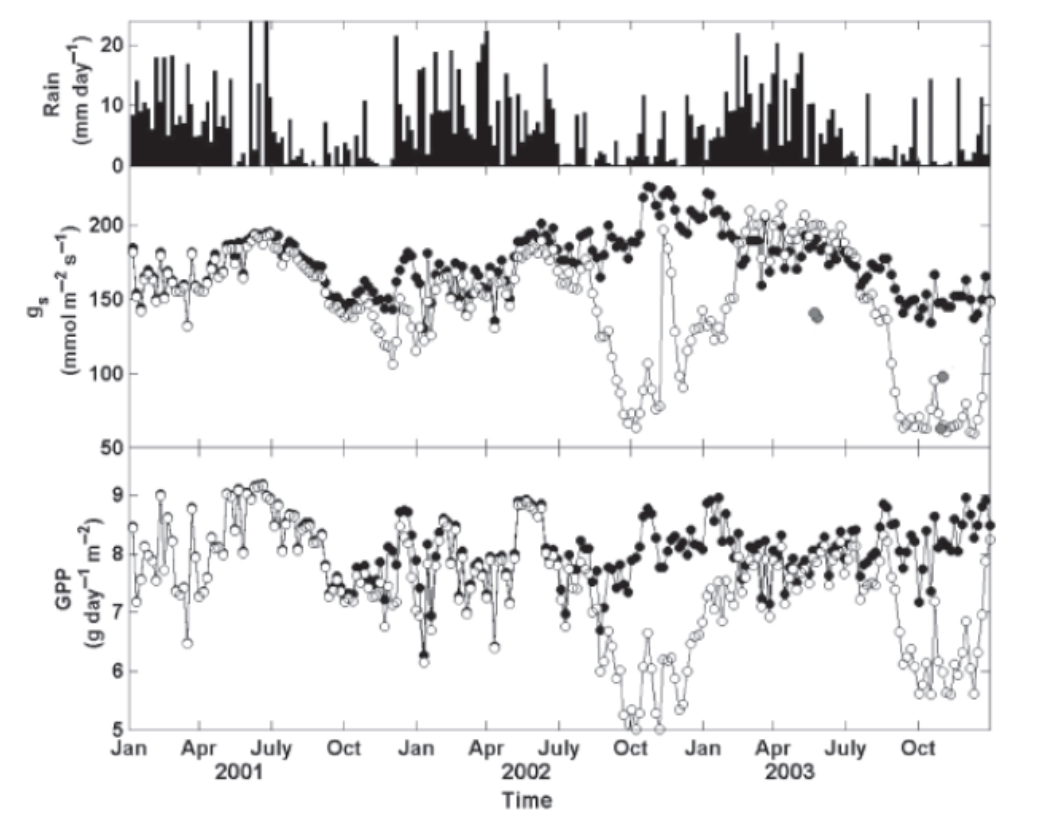 Rain
(mm day⁻¹)
20
10
0
gₛ
(mmol m⁻² s⁻¹)
200
150
100
50
GPP
(g day⁻¹ m⁻²)
9
8
7
6
5
Jan Apr July Oct Jan Apr July Oct Jan Apr July Oct
2001 2002 2003
Time